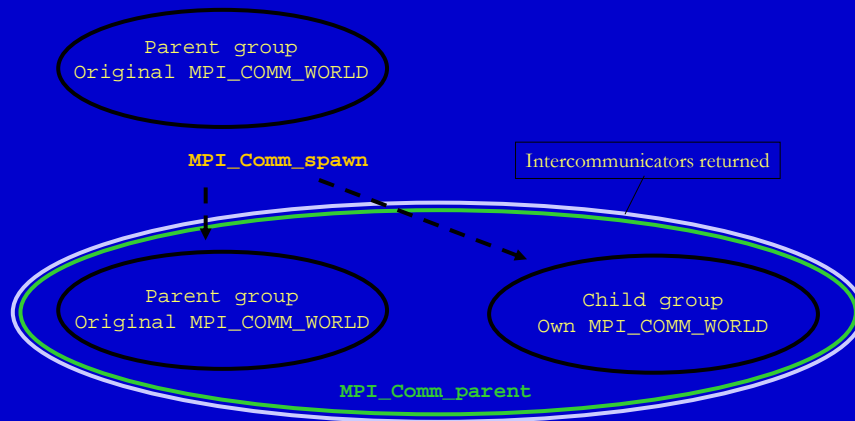 Parent group
Original MPI_COMM_WORLD
MPI_Comm_spawn
Intercommunicators returned
Parent group
Original MPI_COMM_WORLD
Child group
Own MPI_COMM_WORLD
MPI_Comm_parent